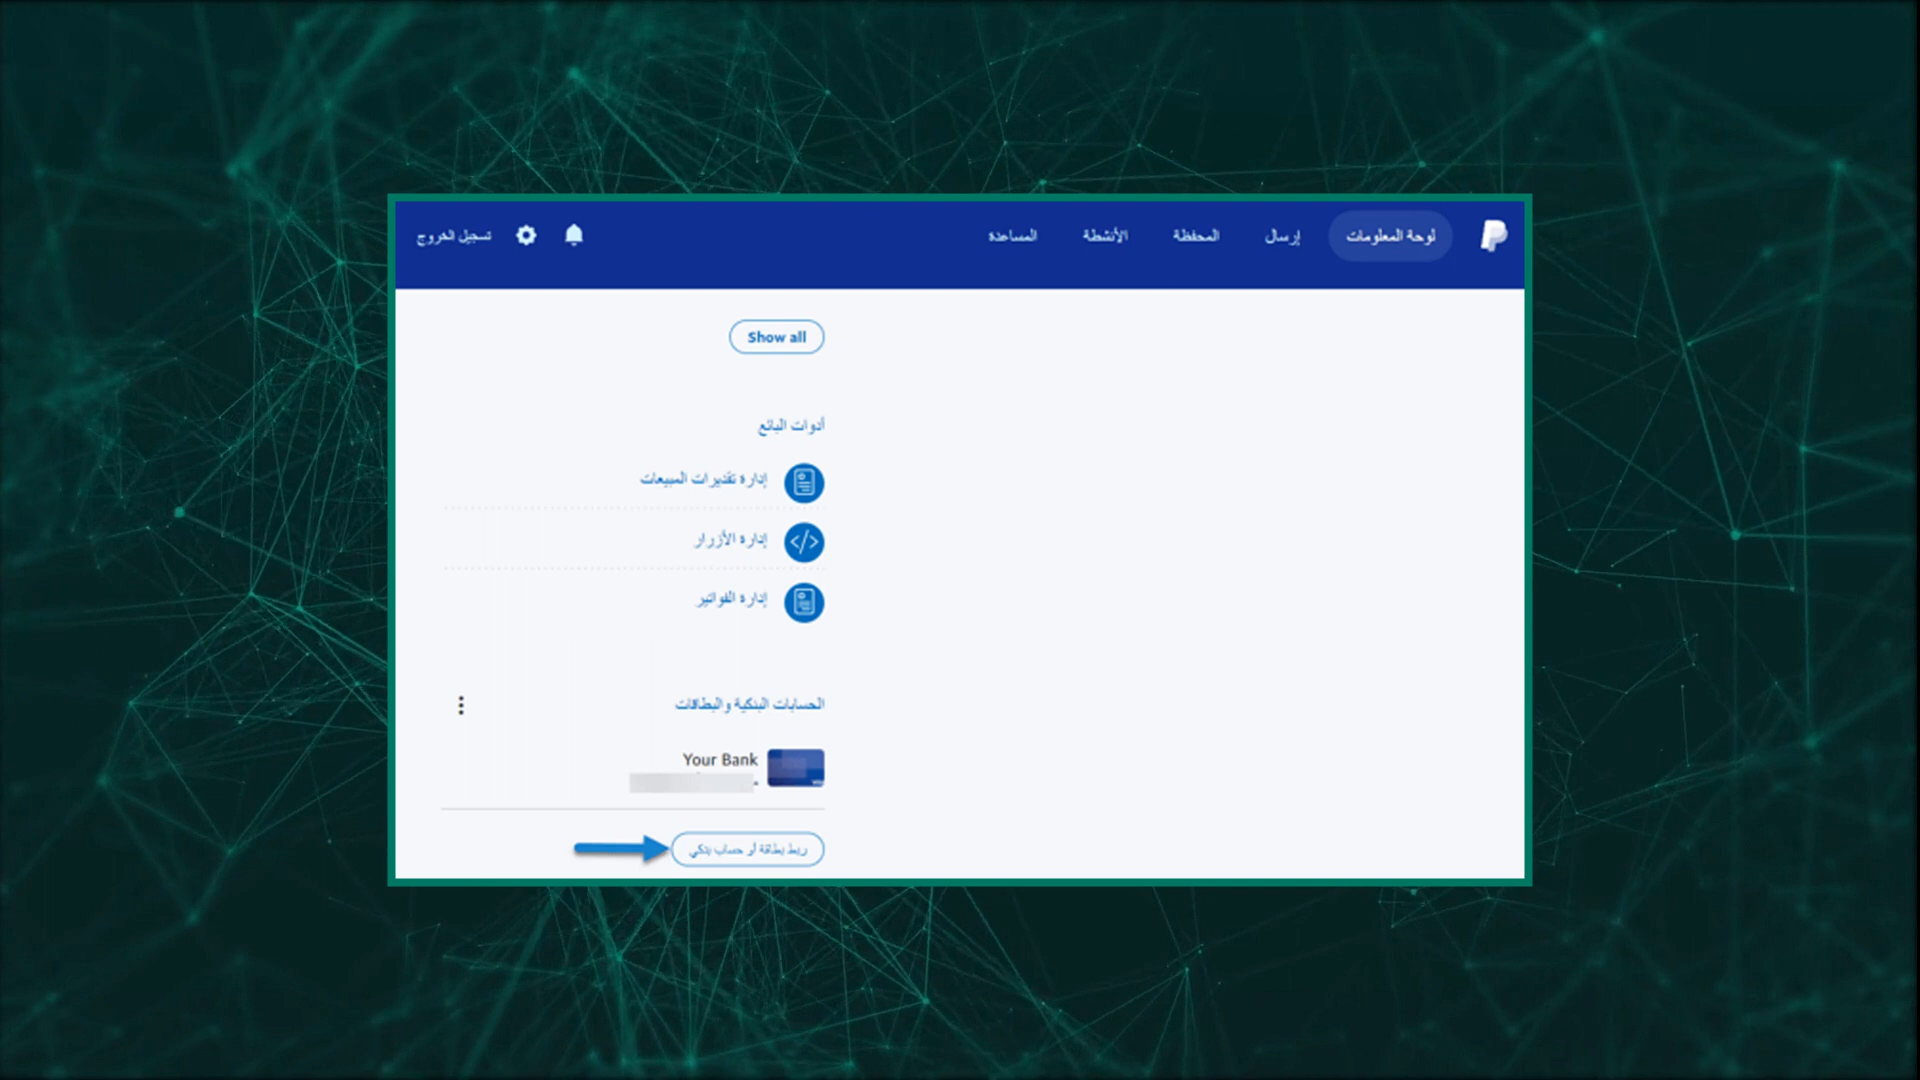 لوحة المعلومات
إرسال
المحفظة
الأنشطة
المساعدة
تسجيل الخروج
Show all
أدوات البائع
إدارة تقديرات المبيعات
إدارة الأزرار
إدارة الفواتير
الحسابات البنكية والبطاقات
Your Bank
ربط بطاقة أو حساب بنكي